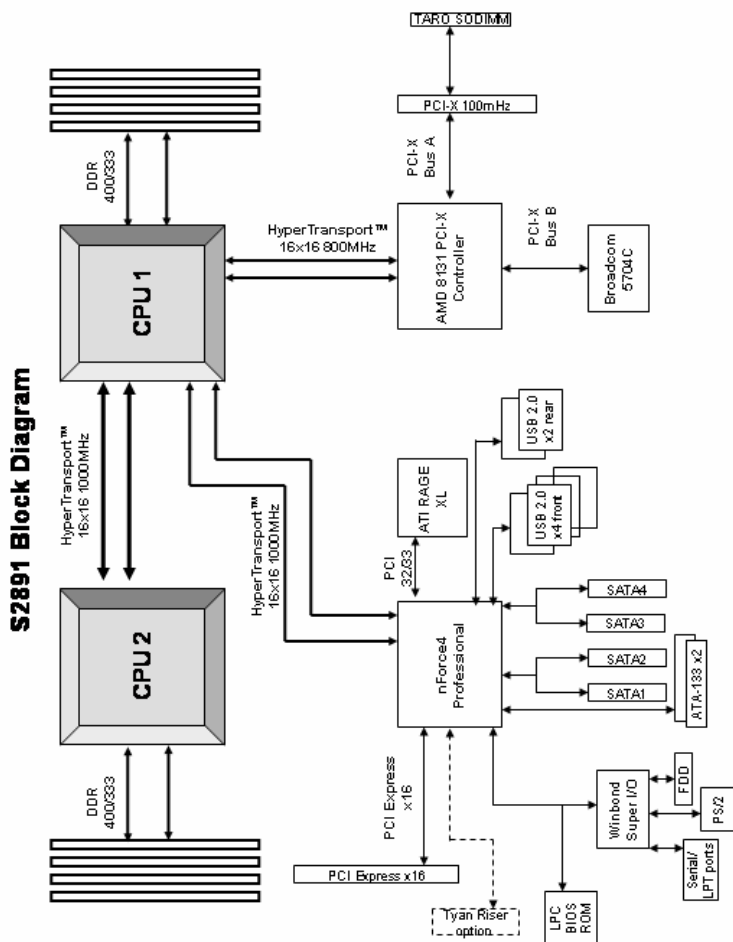 S2891 Block Diagram
TARO SODIMM
PCI-X 100mHz
PCI-X
Bus A
DDR
400/333
CPU 1
HyperTransport™
16x16 800MHz
AMD 8131 PCI-X
Controller
PCI-X
Bus B
Broadcom
5704C
HyperTransport™
16x16 1000MHz
HyperTransport™
16x16 1000MHz
CPU 2
DDR
400/333
ATI RAGE
XL
PCI
32/33
USB 2.0
x2 rear
USB 2.0
x4 front
nForce4
Professional
SATA4
SATA3
SATA2
SATA1
ATA-133 x2
PCI Express
x16
PCI Express x16
Tyan Riser
option
LPC
BIOS
ROM
Winbond
Super I/O
FDD
PS/2
Serial/
LPT ports